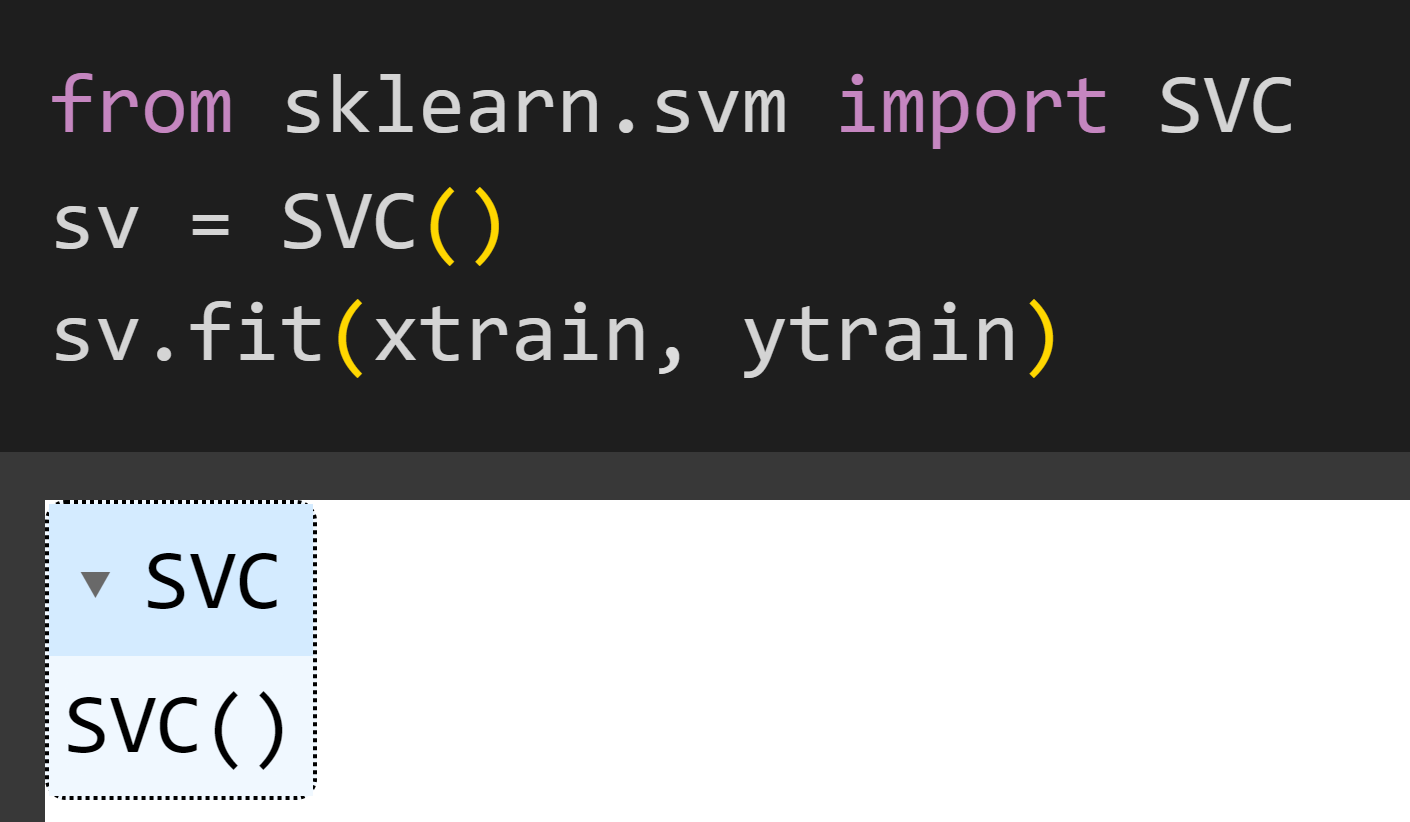 from sklearn.svm import SVC
sv = SVC()
sv.fit(xtrain, ytrain)
SVC
SVC()